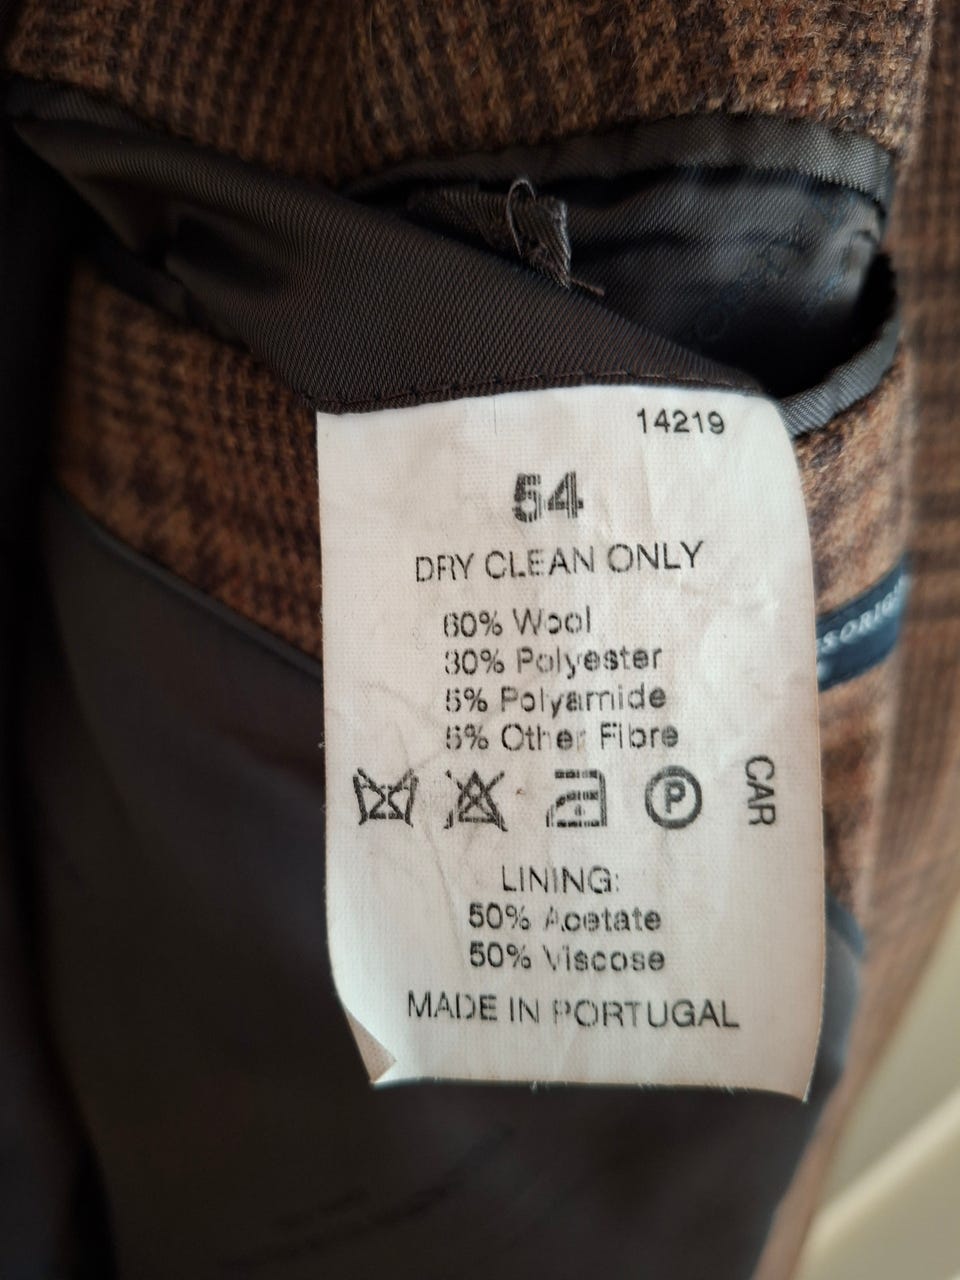 14219
54
DRY CLEAN ONLY
60% Wool
30% Polyester
5% Polyamide
5% Other Fibre
P
CAR
LINING:
50% Acetate
50% Viscose
MADE IN PORTUGAL